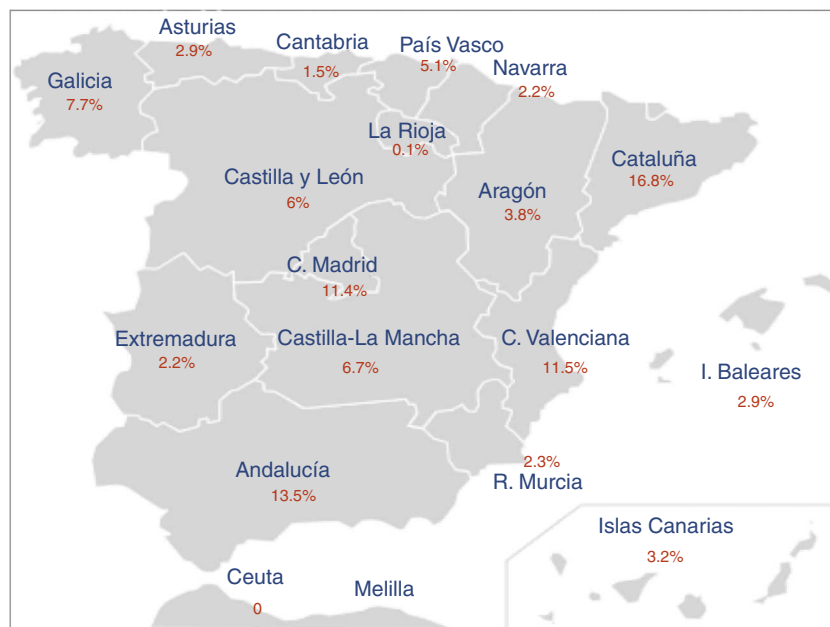 Asturias
2.9%
Cantabria
1.5%
País Vasco
5.1%
Navarra
2.2%
Galicia
7.7%
La Rioja
0.1%
Cataluña
16.8%
Castilla y León
6%
Aragón
3.8%
C. Madrid
11.4%
Extremadura
2.2%
Castilla-La Mancha
6.7%
C. Valenciana
11.5%
I. Baleares
2.9%
Andalucía
13.5%
2.3%
R. Murcia
Islas Canarias
3.2%
Ceuta
0
Melilla